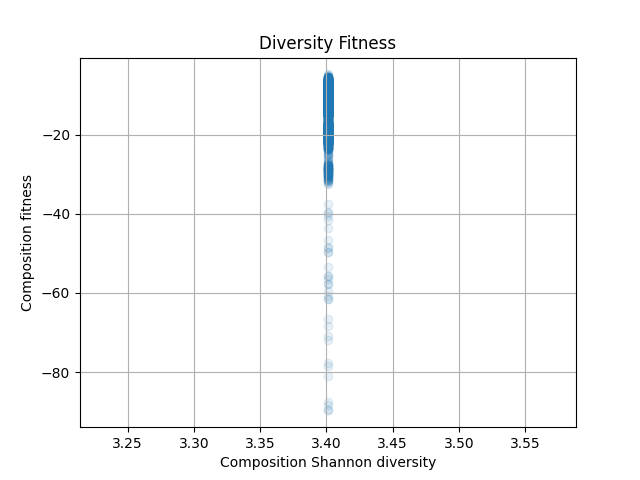 Diversity Fitness
Composition fitness
−20
−40
−60
−80
3.25 3.30 3.35 3.40 3.45 3.50 3.55
Composition Shannon diversity